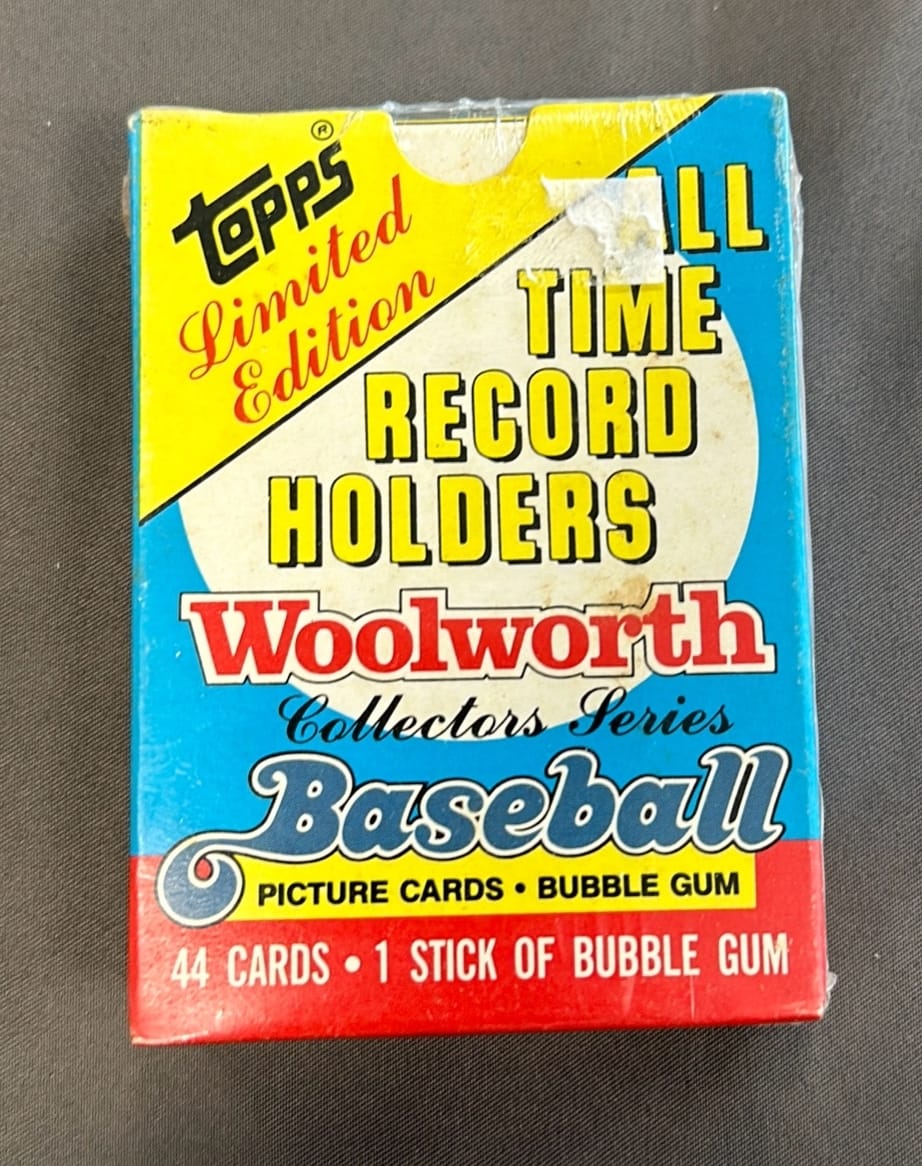 Topps®
Limited
Edition
ALL
TIME
RECORD
HOLDERS
Woolworth
Collectors Series
Baseball
PICTURE CARDS • BUBBLE GUM
44 CARDS • 1 STICK OF BUBBLE GUM